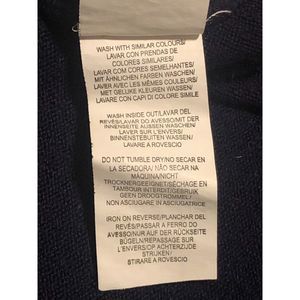 WASH WITH SIMILAR COLOURS/
LAVAR CON PRENDAS DE
COLORES SIMILARES/
LAVAR COM CORES SEMELHANTES/
MIT ÄHNLICHEN FARBEN WASCHEN/
LAVER AVEC LES MÊMES COULEURS/
MET GELIJKE KLEUREN WASSEN/
LAVARE CON CAPI DI COLORE SIMILE
WASH INSIDE OUT/LAVAR DEL
REVÉS/LAVAR DO AVESSO/MIT DER
INNENSEITE AUSSEN WASCHEN/
LAVER SUR L'ENVERS/
BINNENSTEBUITEN WASSEN/
LAVARE A ROVESCIO
DO NOT TUMBLE DRYING SECAR EN
LA SECADORA/ NÃO SECAR NA
MÁQUINA/NICHT
TROCKNERGEEIGNET/SÉCHAGE EN
TAMBOUR INTERDIT/GEBRUIK
GEEN DROOGTROMMEL/
NON ASCIUGARE IN ASCIUGATRICE
IRON ON REVERSE/PLANCHAR DEL
REVÉS/PASSAR A FERRO DO
AVESSO/NUR AUF DER RÜCKSEITE
BÜGELN/REPASSAGE SUR
L'ENVERS/OP ACHTERZIJDE
STRIJKEN/
STIRARE A ROVESCIO